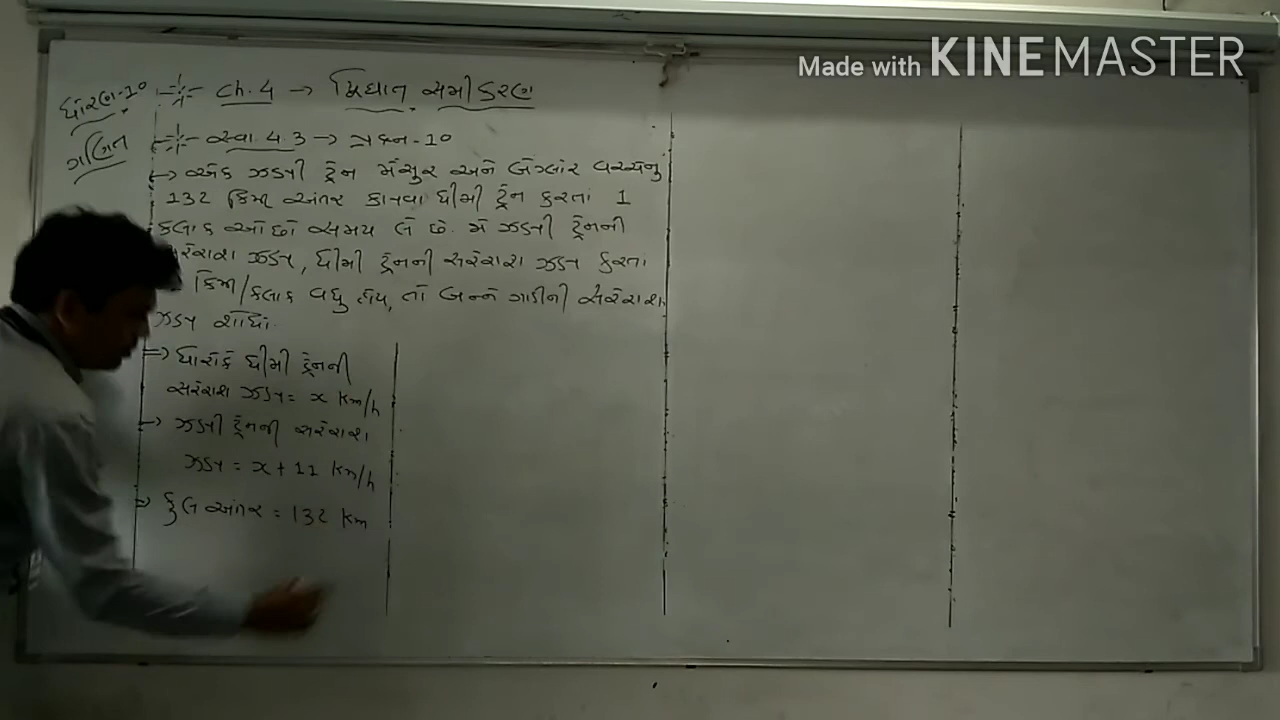 Made with KINEMASTER
ધોરણ-10
ગણિત
Ch. 4 → દ્વિઘાત સમીકરણ
સ્વા 4.3 → પ્રશ્ન-10
→ એક ઝડપી ટ્રેન મૈસુર અને બેંગ્લોર વચ્ચેનું
132 કિમી અંતર કાપવા ધીમી ટ્રેન કરતા 1
કલાક ઓછો સમય લે છે. જો ઝડપી ટ્રેનની
સરેરાશ ઝડપ, ધીમી ટ્રેનની સરેરાશ ઝડપ કરતા
કિમી/કલાક વધુ હોય, તો બન્ને ગાડીની સરેરાશ
ઝડપ શોધો.
→ ધારોકે ધીમી ટ્રેનની
સરેરાશ ઝડપ = x km/h
→ ઝડપી ટ્રેનની સરેરાશ
ઝડપ = x + 11 km/h
→ કુલ અંતર = 132 km